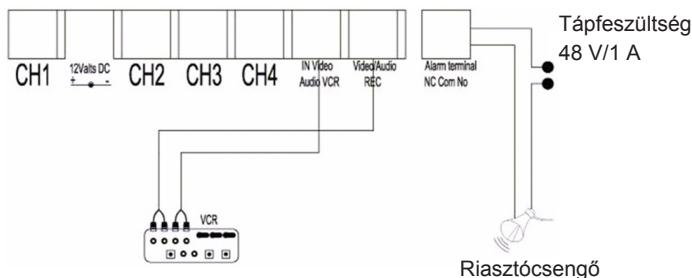 Tápfeszültség
48 V/1 A
CH1
12Valts DC
+ -
CH2
CH3
CH4
IN Video
Audio VCR
Video/Audio
REC
Alarm terminal
NC Com No
VCR
Riasztócsengő